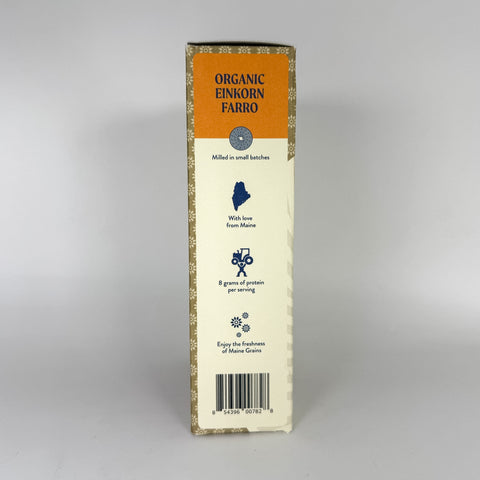 ORGANIC
EINKORN
FARRO
Milled in small batches
With love
from Maine
8 grams of protein
per serving
Enjoy the freshness
of Maine Grains
8 54396 00782 8